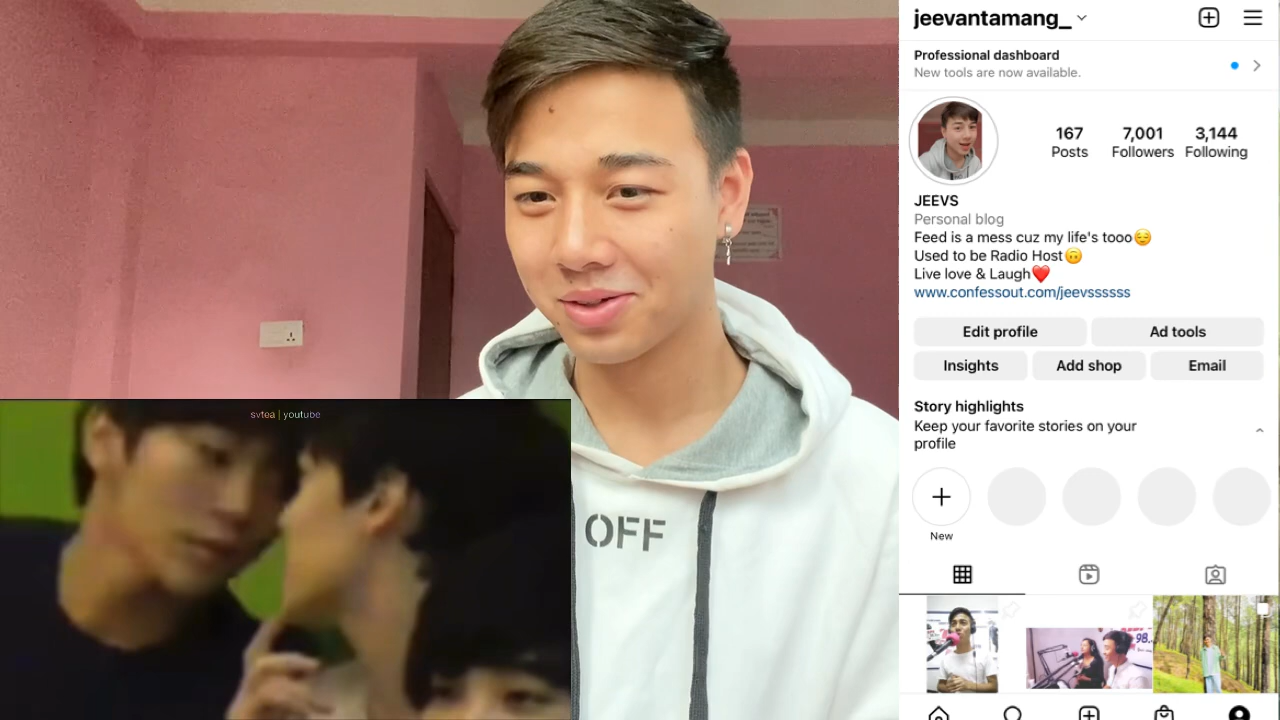 svtea | youtube
OFF
jeevantamang_
Professional dashboard
New tools are now available.
167 7,001 3,144
Posts Followers Following
JEEVS
Personal blog
Feed is a mess cuz my life's tooo😌
Used to be Radio Host🙃
Live love & Laugh❤️
www.confessout.com/jeevssssss
Edit profile Ad tools
Insights Add shop Email
Story highlights
Keep your favorite stories on your
profile
New
98.